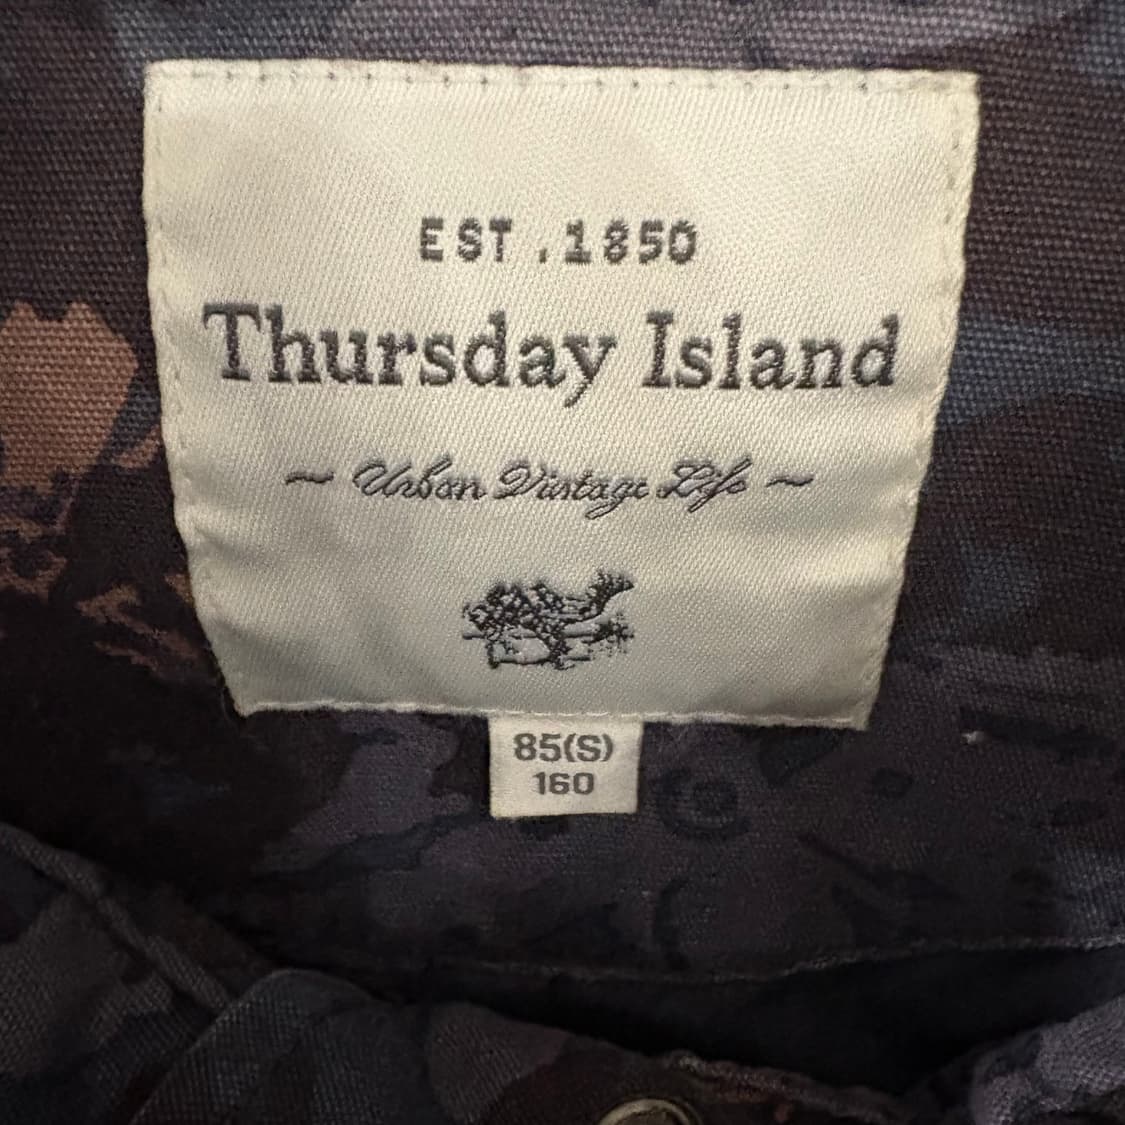 EST. 1850
Thursday Island
~ Urban Vintage Life ~
85(S)
160